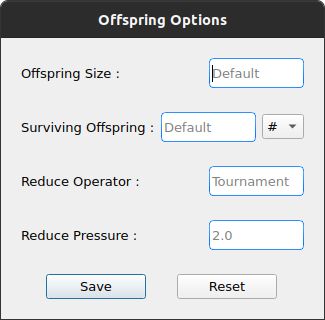 Offspring Options
Offspring Size : Default
Surviving Offspring : Default #
Reduce Operator : Tournament
Reduce Pressure : 2.0
Save Reset